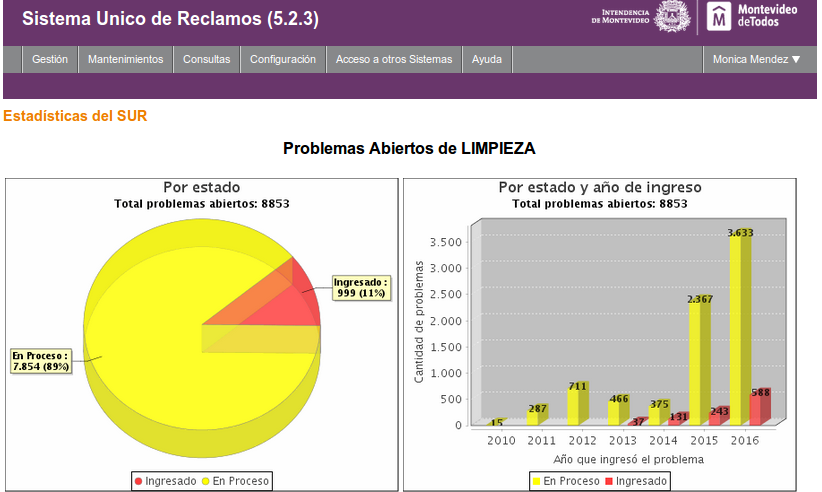 Sistema Unico de Reclamos (5.2.3)
INTENDENCIA
DE MONTEVIDEO
M
Montevideo
deTodos
Gestión Mantenimientos Consultas Configuración Acceso a otros Sistemas Ayuda Monica Mendez ▼
Estadísticas del SUR
Problemas Abiertos de LIMPIEZA
Por estado
Total problemas abiertos: 8853
Ingresado :
999 (11%)
En Proceso :
7.854 (89%)
Ingresado En Proceso
Por estado y año de ingreso
Total problemas abiertos: 8853
Cantidad de problemas
3.500
3.000
2.500
2.000
1.500
1.000
500
0
15
287
711
466
37
375
131
2.367
243
3.633
588
2010 2011 2012 2013 2014 2015 2016
Año que ingresó el problema
En Proceso Ingresado